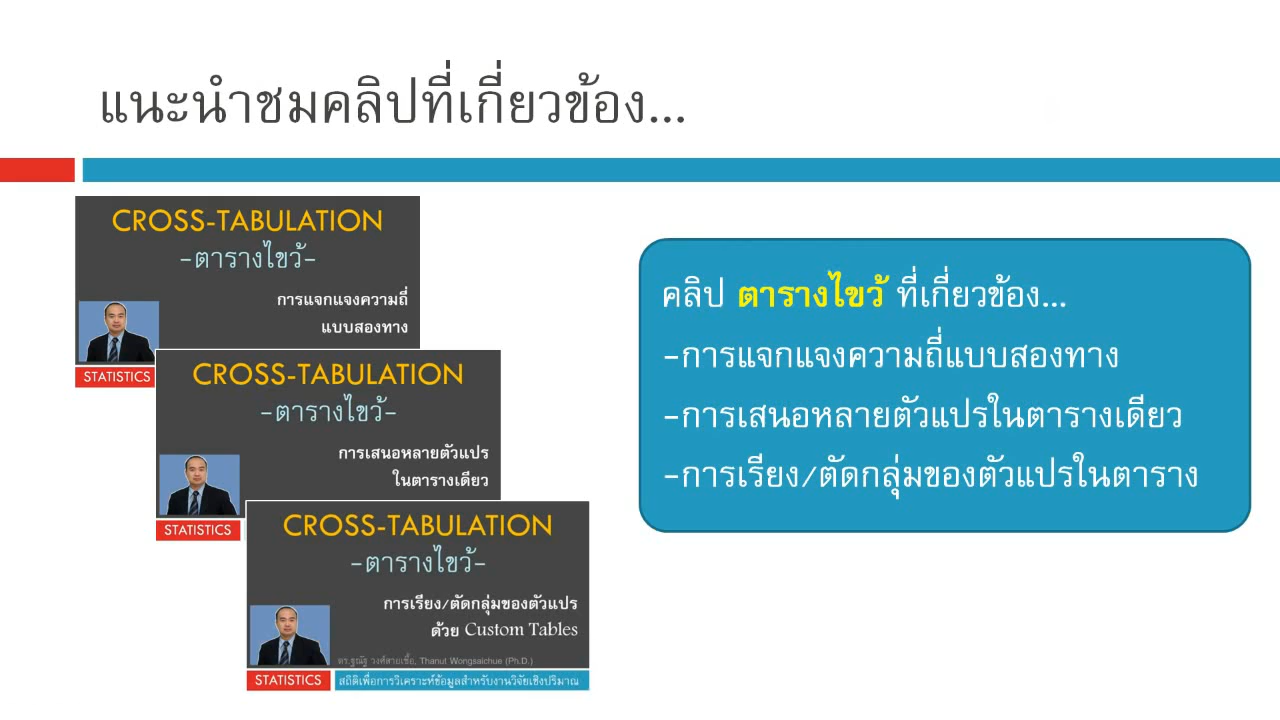 แนะนำชมคลิปที่เกี่ยวข้อง...
CROSS-TABULATION
-ตารางไขว้-
การแจกแจงความถี่
แบบสองทาง
STATISTICS
CROSS-TABULATION
-ตารางไขว้-
การเสนอหลายตัวแปร
ในตารางเดียว
STATISTICS
CROSS-TABULATION
-ตารางไขว้-
การเรียง/ตัดกลุ่มของตัวแปร
ด้วย Custom Tables
ดร.ฐณัฐ วงศ์สายเชื้อ, Thanut Wongsaichue (Ph.D.)
STATISTICS
สถิติเพื่อการวิเคราะห์ข้อมูลสำหรับงานวิจัยเชิงปริมาณ
คลิป ตารางไขว้ ที่เกี่ยวข้อง...
-การแจกแจงความถี่แบบสองทาง
-การเสนอหลายตัวแปรในตารางเดียว
-การเรียง/ตัดกลุ่มของตัวแปรในตาราง